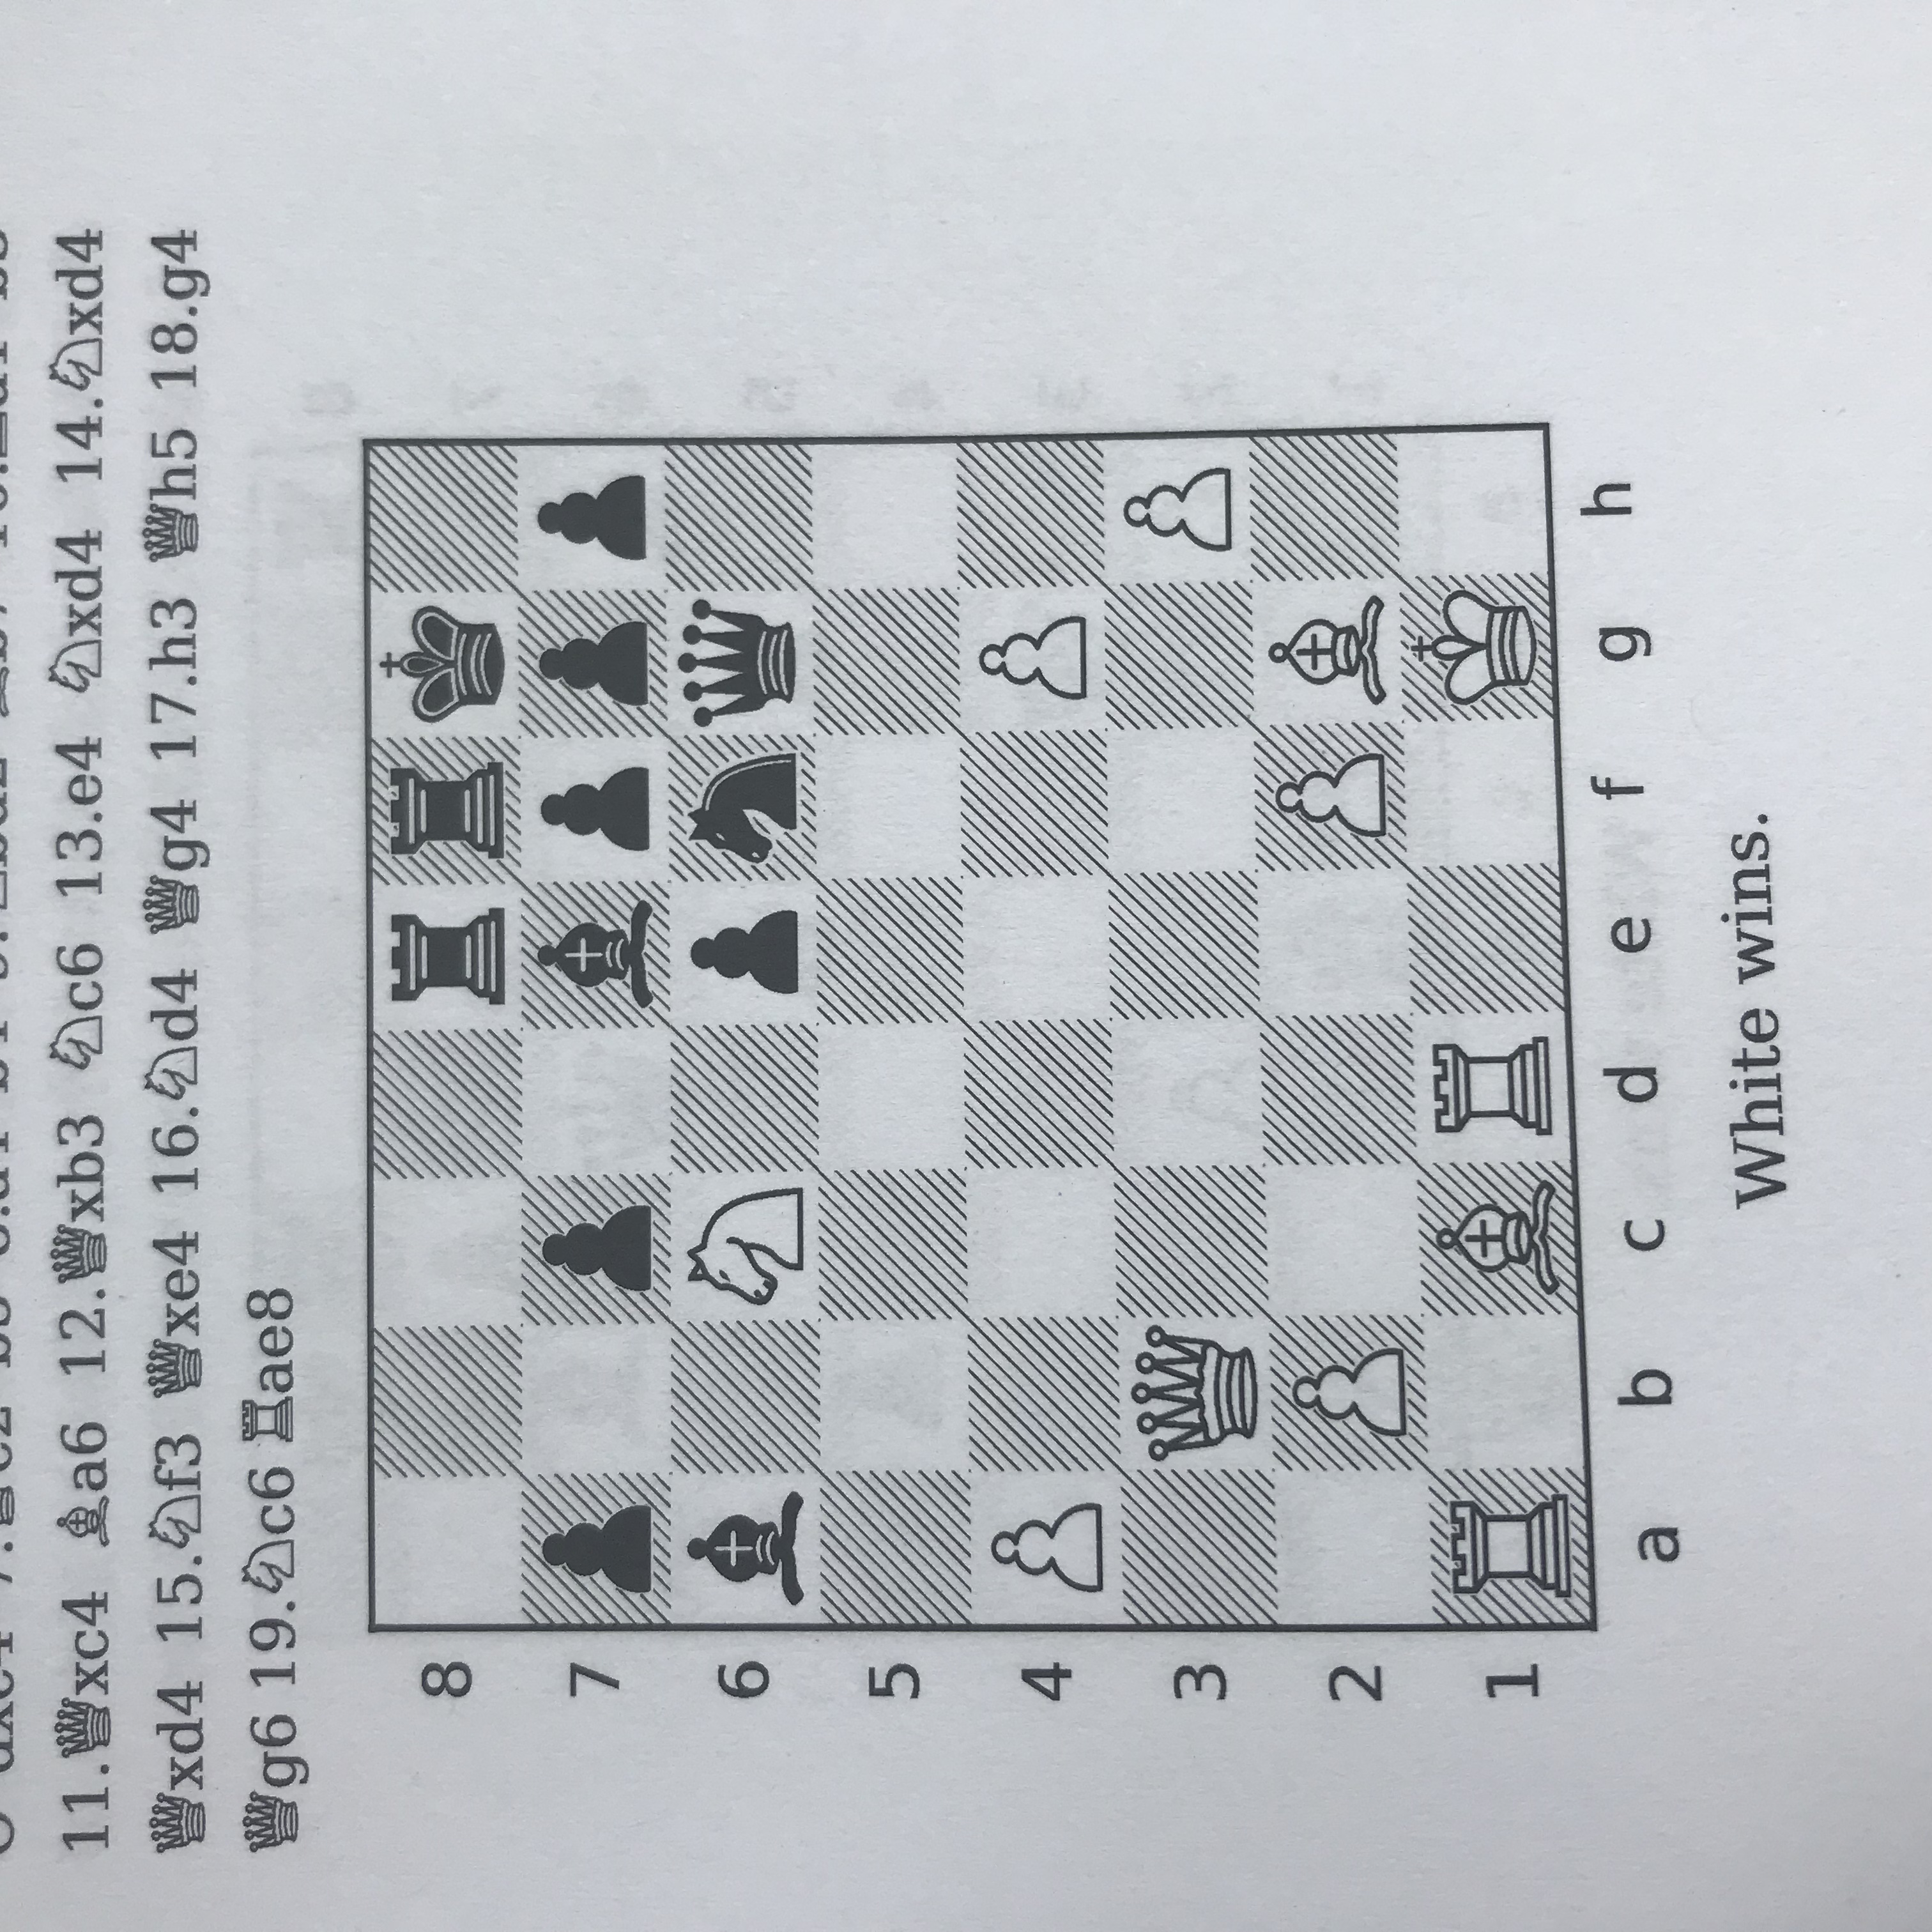 11.♕xc4 ♗a6 12.♕xb3 ♘c6 13.e4 ♘xd4 14.♘xd4
♕xd4 15.♘f3 ♕xe4 16.♘d4 ♕g4 17.h3 ♕h5 18.g4
♕g6 19.♘c6 ♖ae8
8
7
6
5
4
3
2
1
a b c d e f g h
White wins.